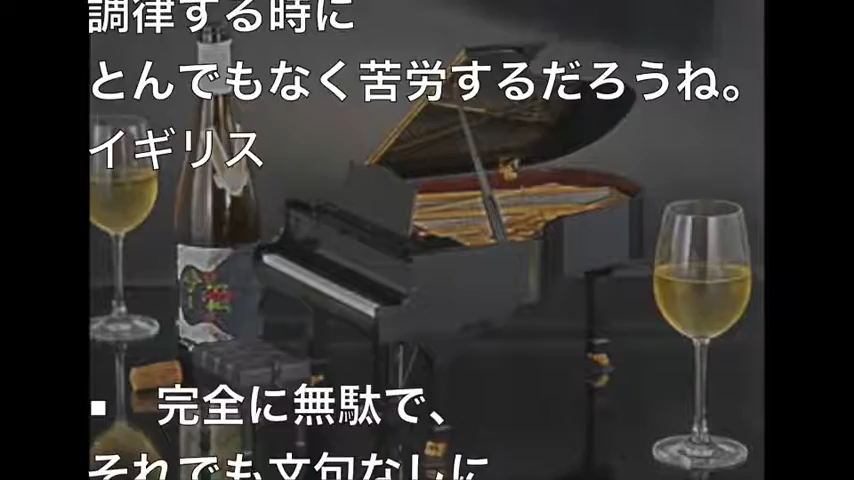 調律する時に
とんでもなく苦労するだろうね。
イギリス
▪ 完全に無駄で、
それでも文句なしに